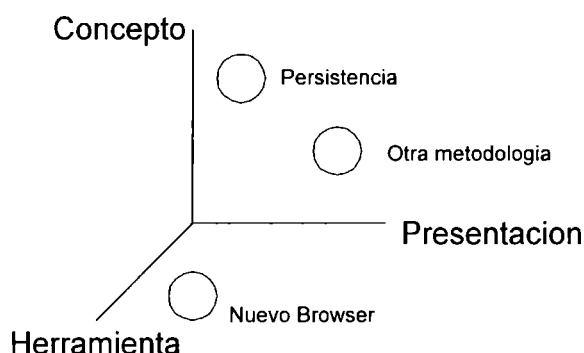 Concepto
Persistencia
Otra metodologia
Presentacion
Nuevo Browser
Herramienta